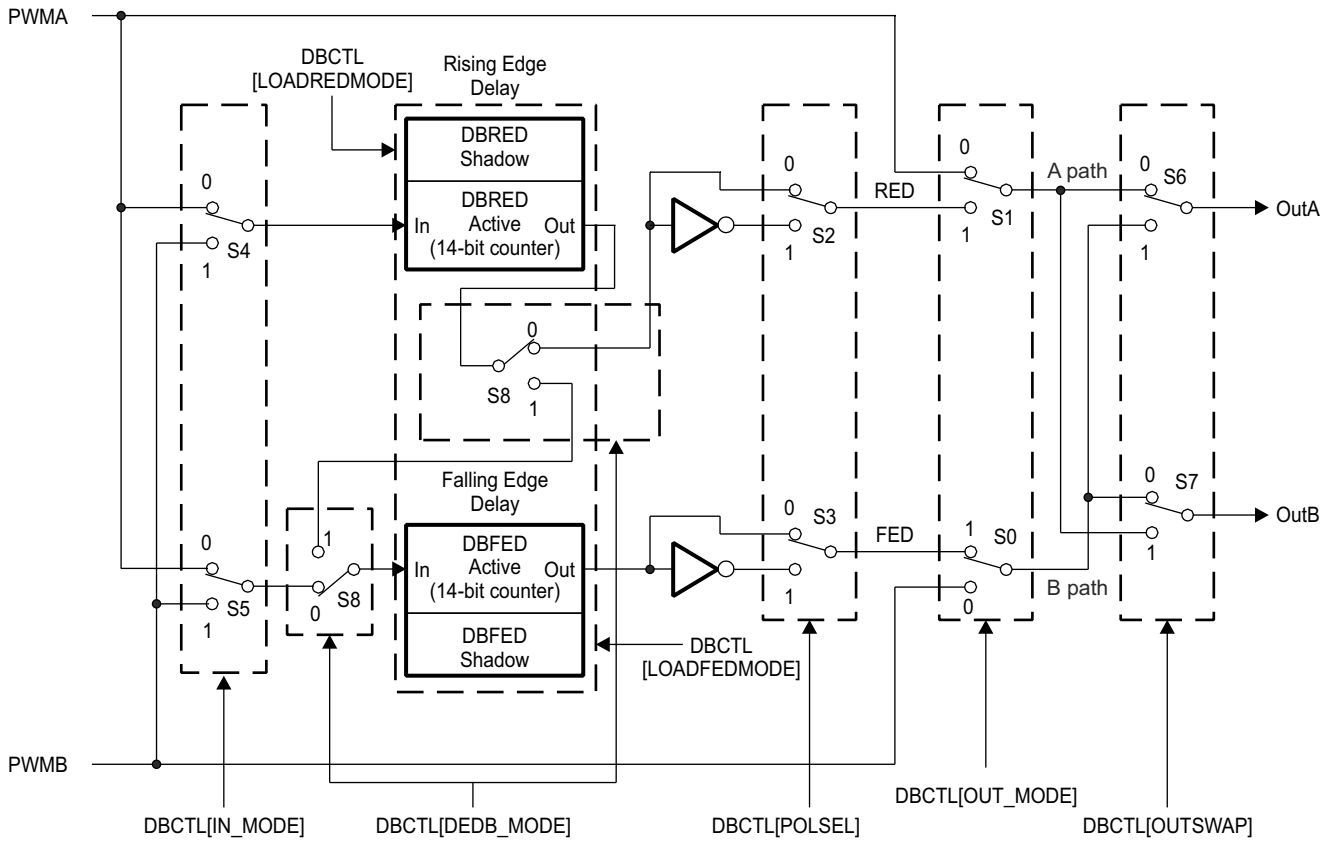 PWMA
DBCTL
[LOADREDMODE]
Rising Edge
Delay
DBRED
Shadow
DBRED
Active
(14-bit counter)
In
Out
0
S4
1
0
S8
1
0
S2
1
RED
0
S1
1
A path
0
S6
1
OutA
Falling Edge
Delay
0
S5
1
1
S8
0
DBFED
Active
(14-bit counter)
In
Out
DBFED
Shadow
DBCTL
[LOADFEDMODE]
0
S3
1
FED
1
S0
0
B path
0
S7
1
OutB
PWMB
DBCTL[IN_MODE]
DBCTL[DEDB_MODE]
DBCTL[POLSEL]
DBCTL[OUT_MODE]
DBCTL[OUTSWAP]